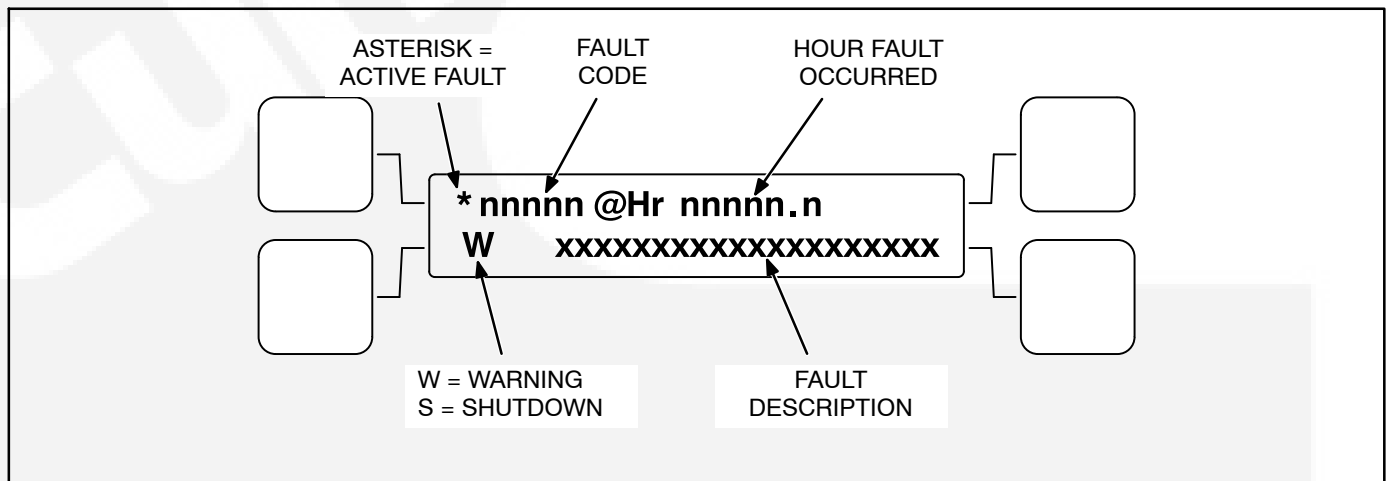 ASTERISK =
ACTIVE FAULT
FAULT
CODE
HOUR FAULT
OCCURRED
* nnnnn @Hr nnnnn.n
W xxxxxxxxxxxxxxxxxxxx
W = WARNING
S = SHUTDOWN
FAULT
DESCRIPTION